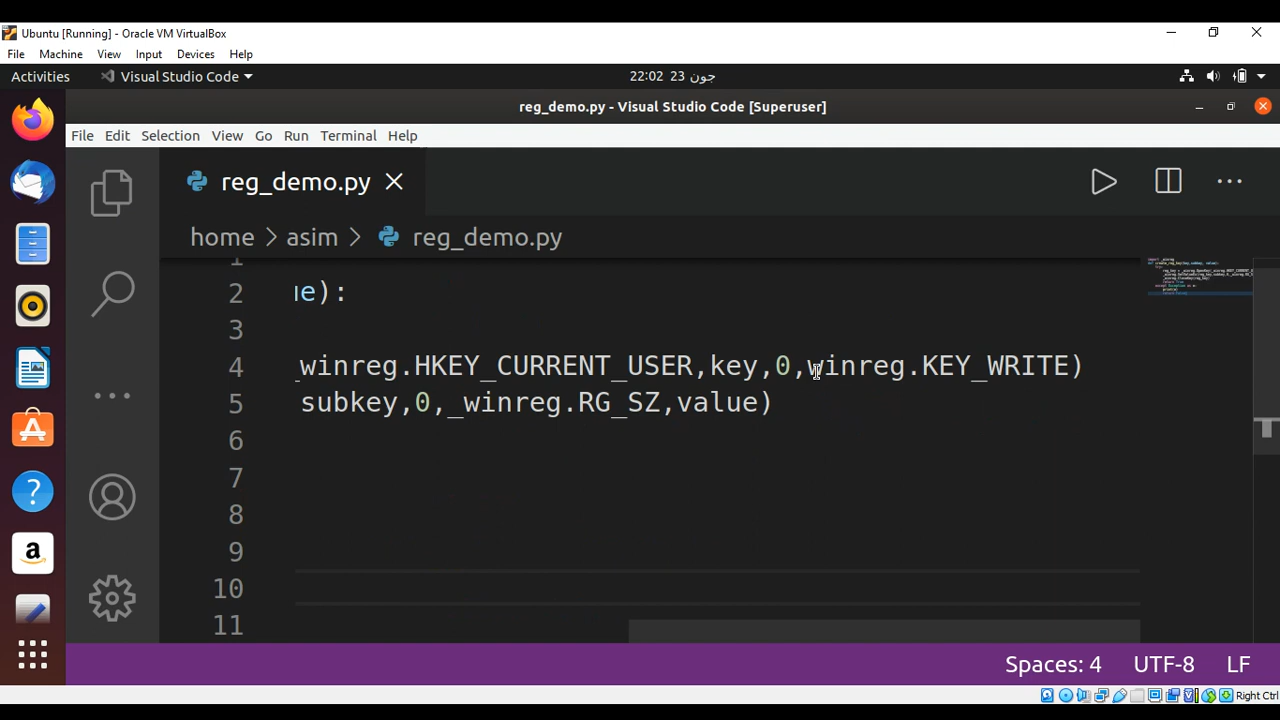 Ubuntu [Running] - Oracle VM VirtualBox
File Machine View Input Devices Help
Activities Visual Studio Code 22:02 23 جون
reg_demo.py - Visual Studio Code [Superuser]
File Edit Selection View Go Run Terminal Help
reg_demo.py
home > asim > reg_demo.py
1
2 ue):
3
4 _winreg.HKEY_CURRENT_USER,key,0,winreg.KEY_WRITE)
5 subkey,0,_winreg.RG_SZ,value)
6
7
8
9
10
11
Spaces: 4 UTF-8 LF
Right Ctrl